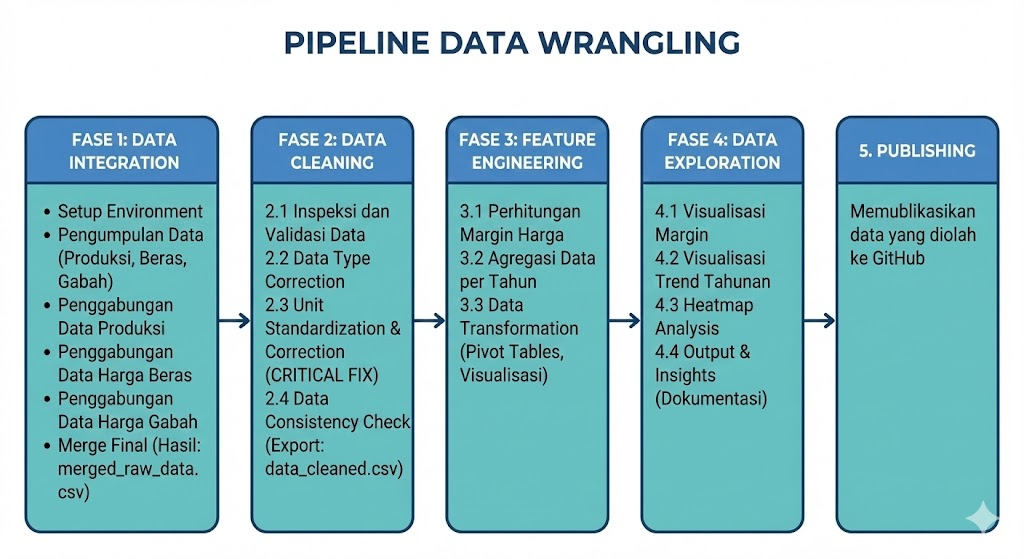 PIPELINE DATA WRANGLING
FASE 1: DATA
INTEGRATION
• Setup Environment
• Pengumpulan Data
(Produksi, Beras,
Gabah)
• Penggabungan
Data Produksi
• Penggabungan
Data Harga Beras
• Penggabungan
Data Harga Gabah
• Merge Final (Hasil:
merged_raw_data.
csv)
FASE 2: DATA
CLEANING
2.1 Inspeksi dan
Validasi Data
2.2 Data Type
Correction
2.3 Unit
Standardization &
Correction
(CRITICAL FIX)
2.4 Data
Consistency Check
(Export:
data_cleaned.csv)
FASE 3: FEATURE
ENGINEERING
3.1 Perhitungan
Margin Harga
3.2 Agregasi Data
per Tahun
3.3 Data
Transformation
(Pivot Tables,
Visualisasi)
FASE 4: DATA
EXPLORATION
4.1 Visualisasi
Margin
4.2 Visualisasi
Trend Tahunan
4.3 Heatmap
Analysis
4.4 Output &
Insights
(Dokumentasi)
5. PUBLISHING
Memublikasikan
data yang diolah
ke GitHub